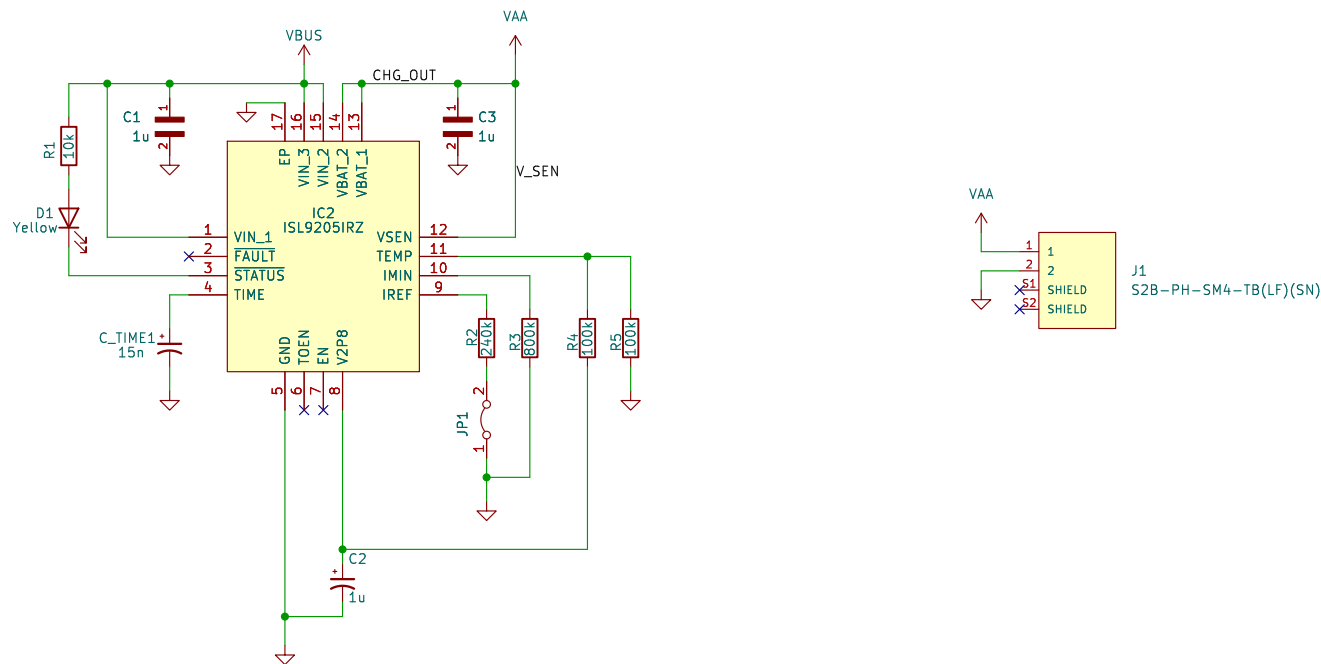 VAA
VBUS
CHG_OUT
C1
1
1u
2
17
16
15
14
13
1
C3
1u
2
R1
10k
EP
VIN_3
VIN_2
VBAT_2
VBAT_1
V_SEN
VAA
D1
Yellow
IC2
ISL9205IRZ
1
VIN_1
VSEN
12
2
FAULT
TEMP
11
3
STATUS
IMIN
10
4
TIME
IREF
9
1
1
2
2
S1
SHIELD
S2
SHIELD
J1
S2B-PH-SM4-TB(LF)(SN)
C_TIME1
+
15n
GND
TOEN
EN
V2P8
R2
240k
R3
800k
R4
100k
R5
100k
5
6
7
8
2
JP1
1
C2
+
1u